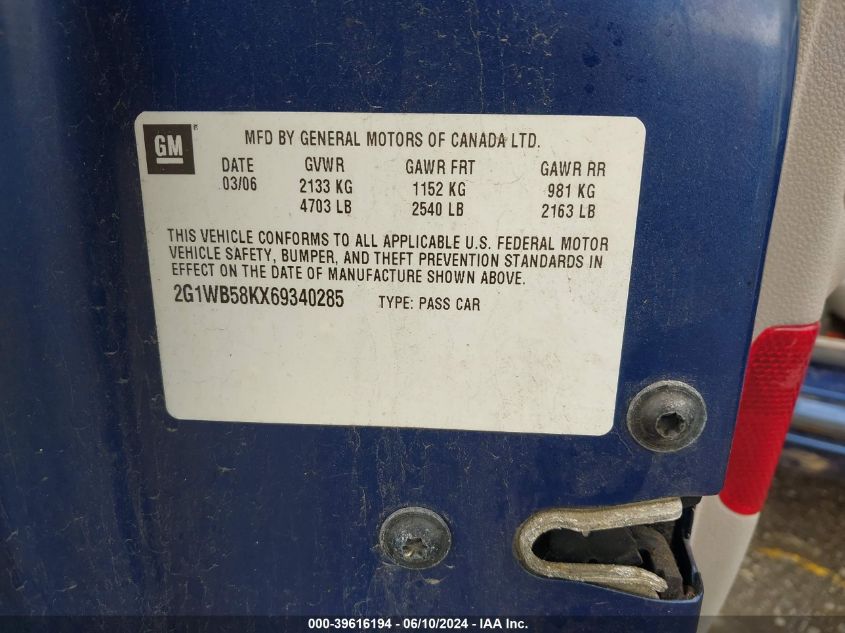 GM ®
MFD BY GENERAL MOTORS OF CANADA LTD.
DATE GVWR GAWR FRT GAWR RR
03/06 2133 KG 1152 KG 981 KG
4703 LB 2540 LB 2163 LB
THIS VEHICLE CONFORMS TO ALL APPLICABLE U.S. FEDERAL MOTOR
VEHICLE SAFETY, BUMPER, AND THEFT PREVENTION STANDARDS IN
EFFECT ON THE DATE OF MANUFACTURE SHOWN ABOVE.
2G1WB58KX69340285 TYPE: PASS CAR
000-39616194 - 06/10/2024 - IAA Inc.